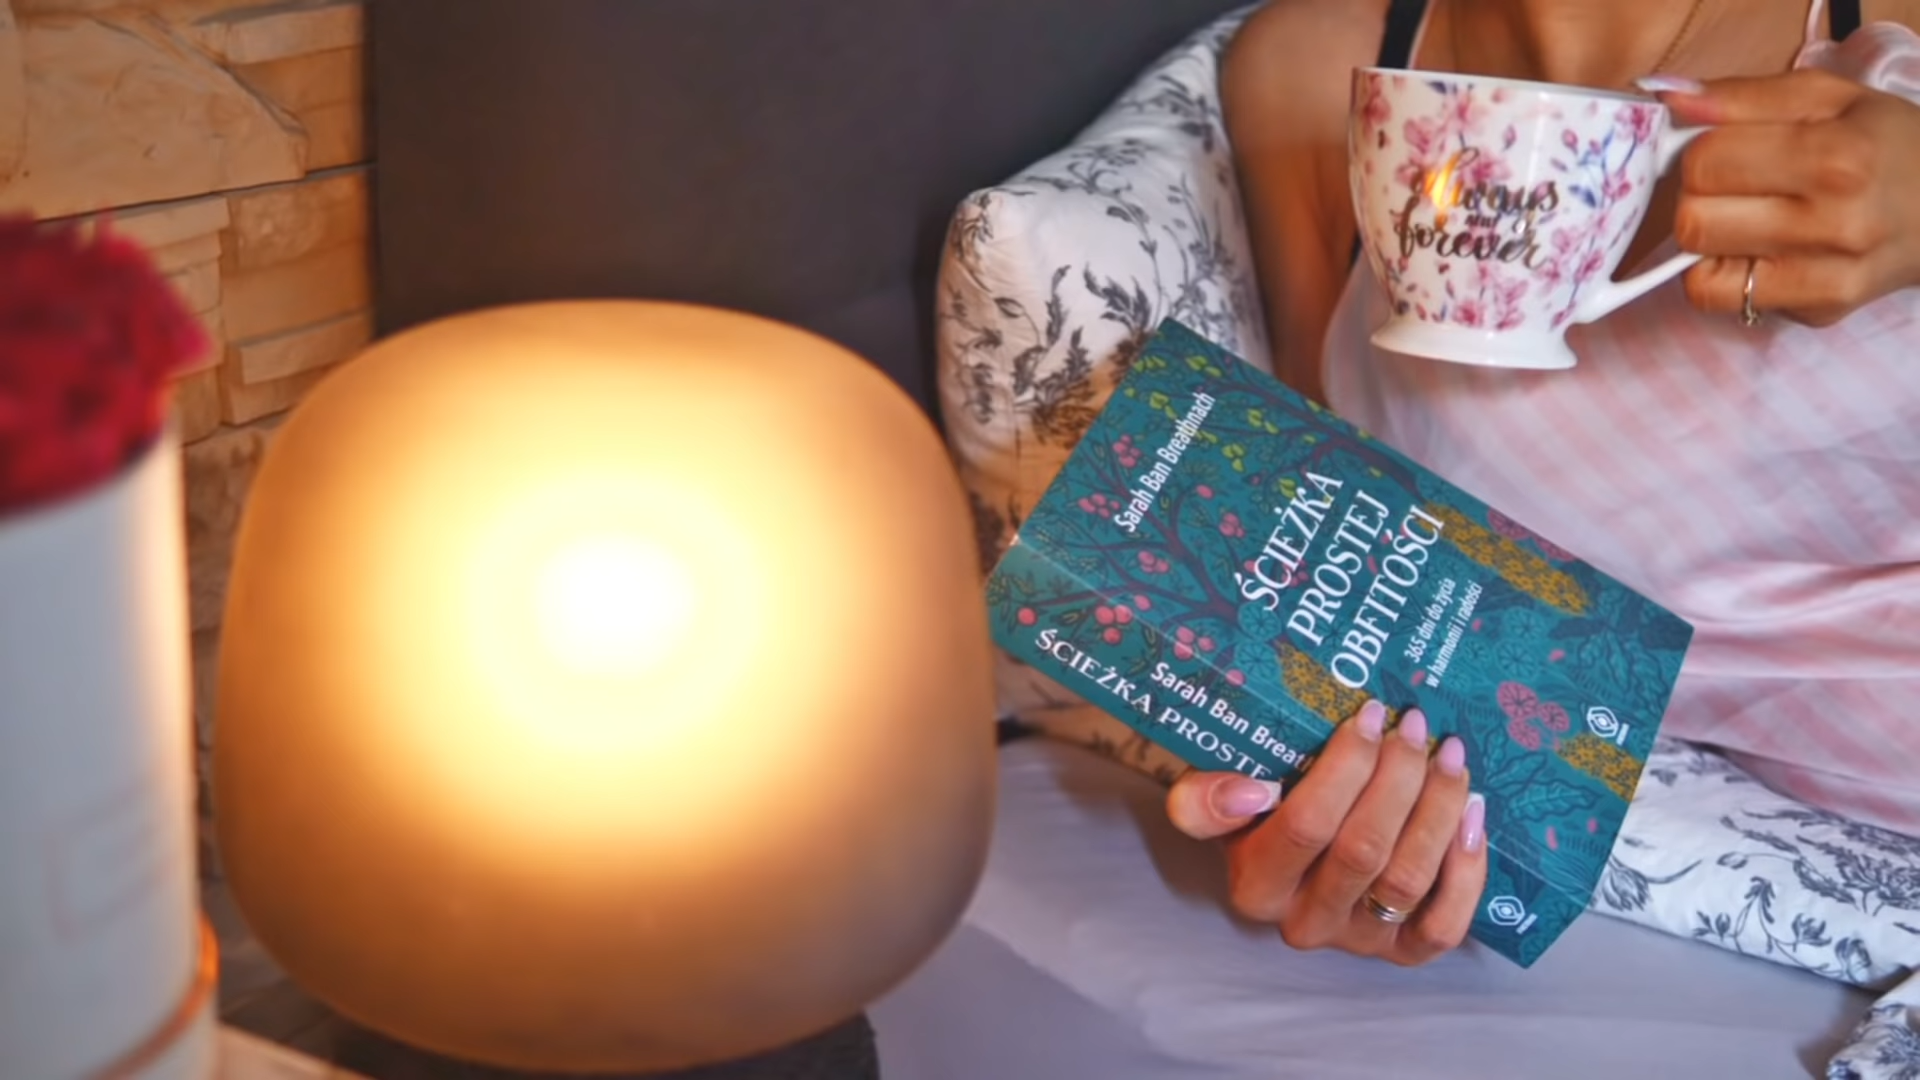 always
and
forever
Sarah Ban Breathnach
ŚCIEŻKA
PROSTEJ
OBFITOŚCI
365 dni do życia
w harmonii i radości
Sarah Ban Breat
ŚCIEŻKA PROSTE